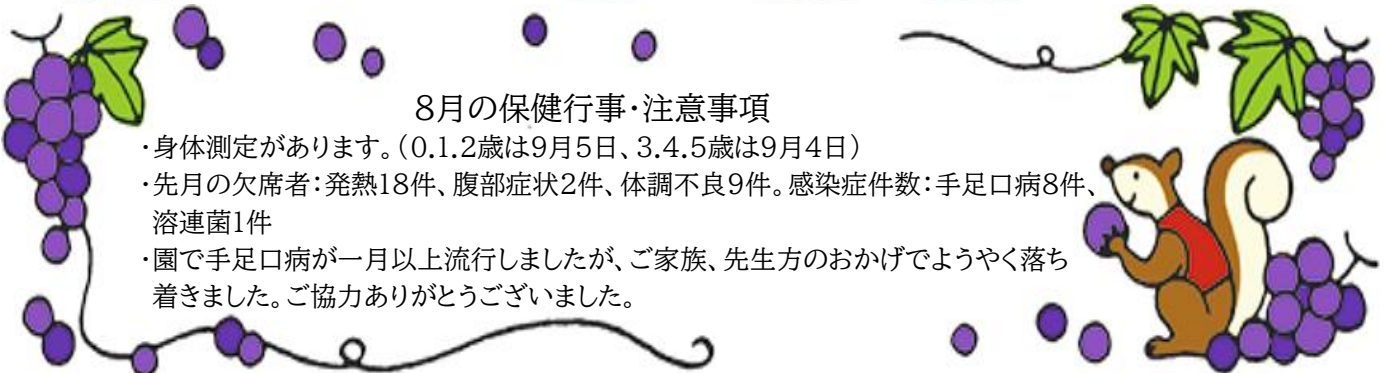 8月の保健行事・注意事項
・身体測定があります。(0.1.2歳は9月5日、3.4.5歳は9月4日)
・先月の欠席者:発熱18件、腹部症状2件、体調不良9件。感染症件数:手足口病8件、
溶連菌1件
・園で手足口病が一月以上流行しましたが、ご家族、先生方のおかげでようやく落ち
着きました。ご協力ありがとうございました。